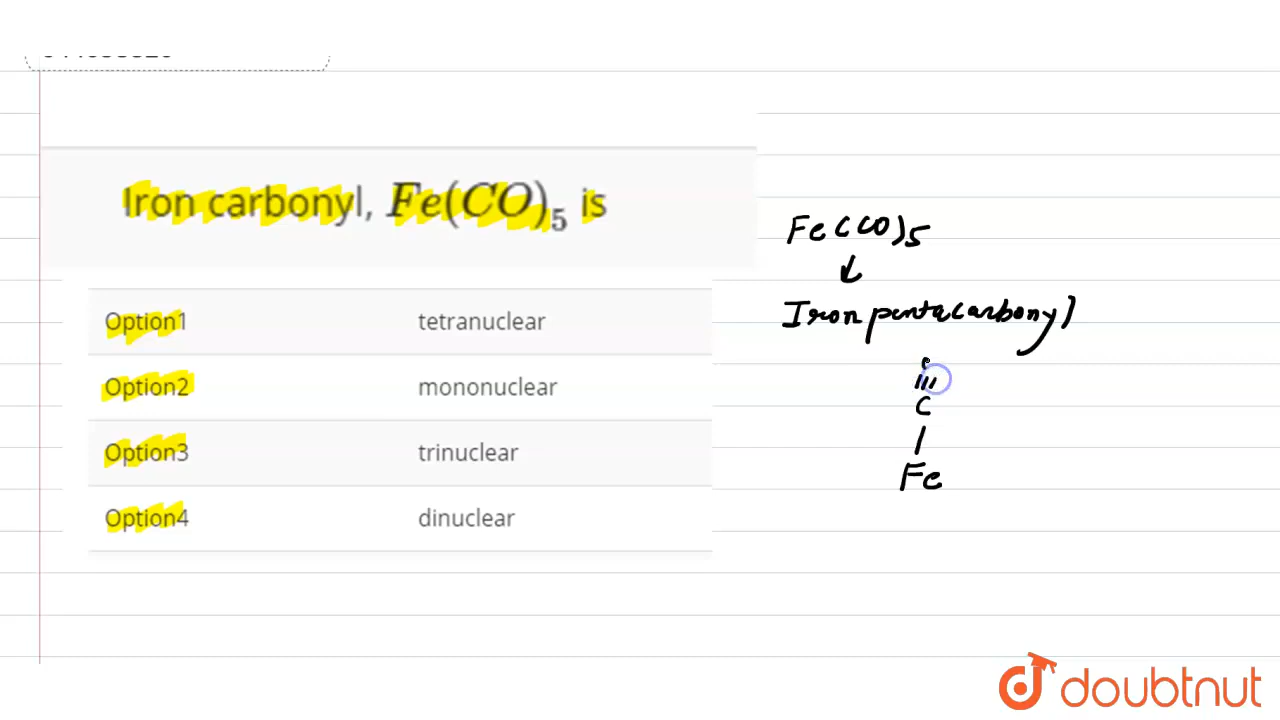 Iron carbonyl, Fe(CO)5 is
Option1 tetranuclear
Option2 mononuclear
Option3 trinuclear
Option4 dinuclear
Fe(CO)5
↓
Iron pentacarbonyl
C
Fe
doubtnut